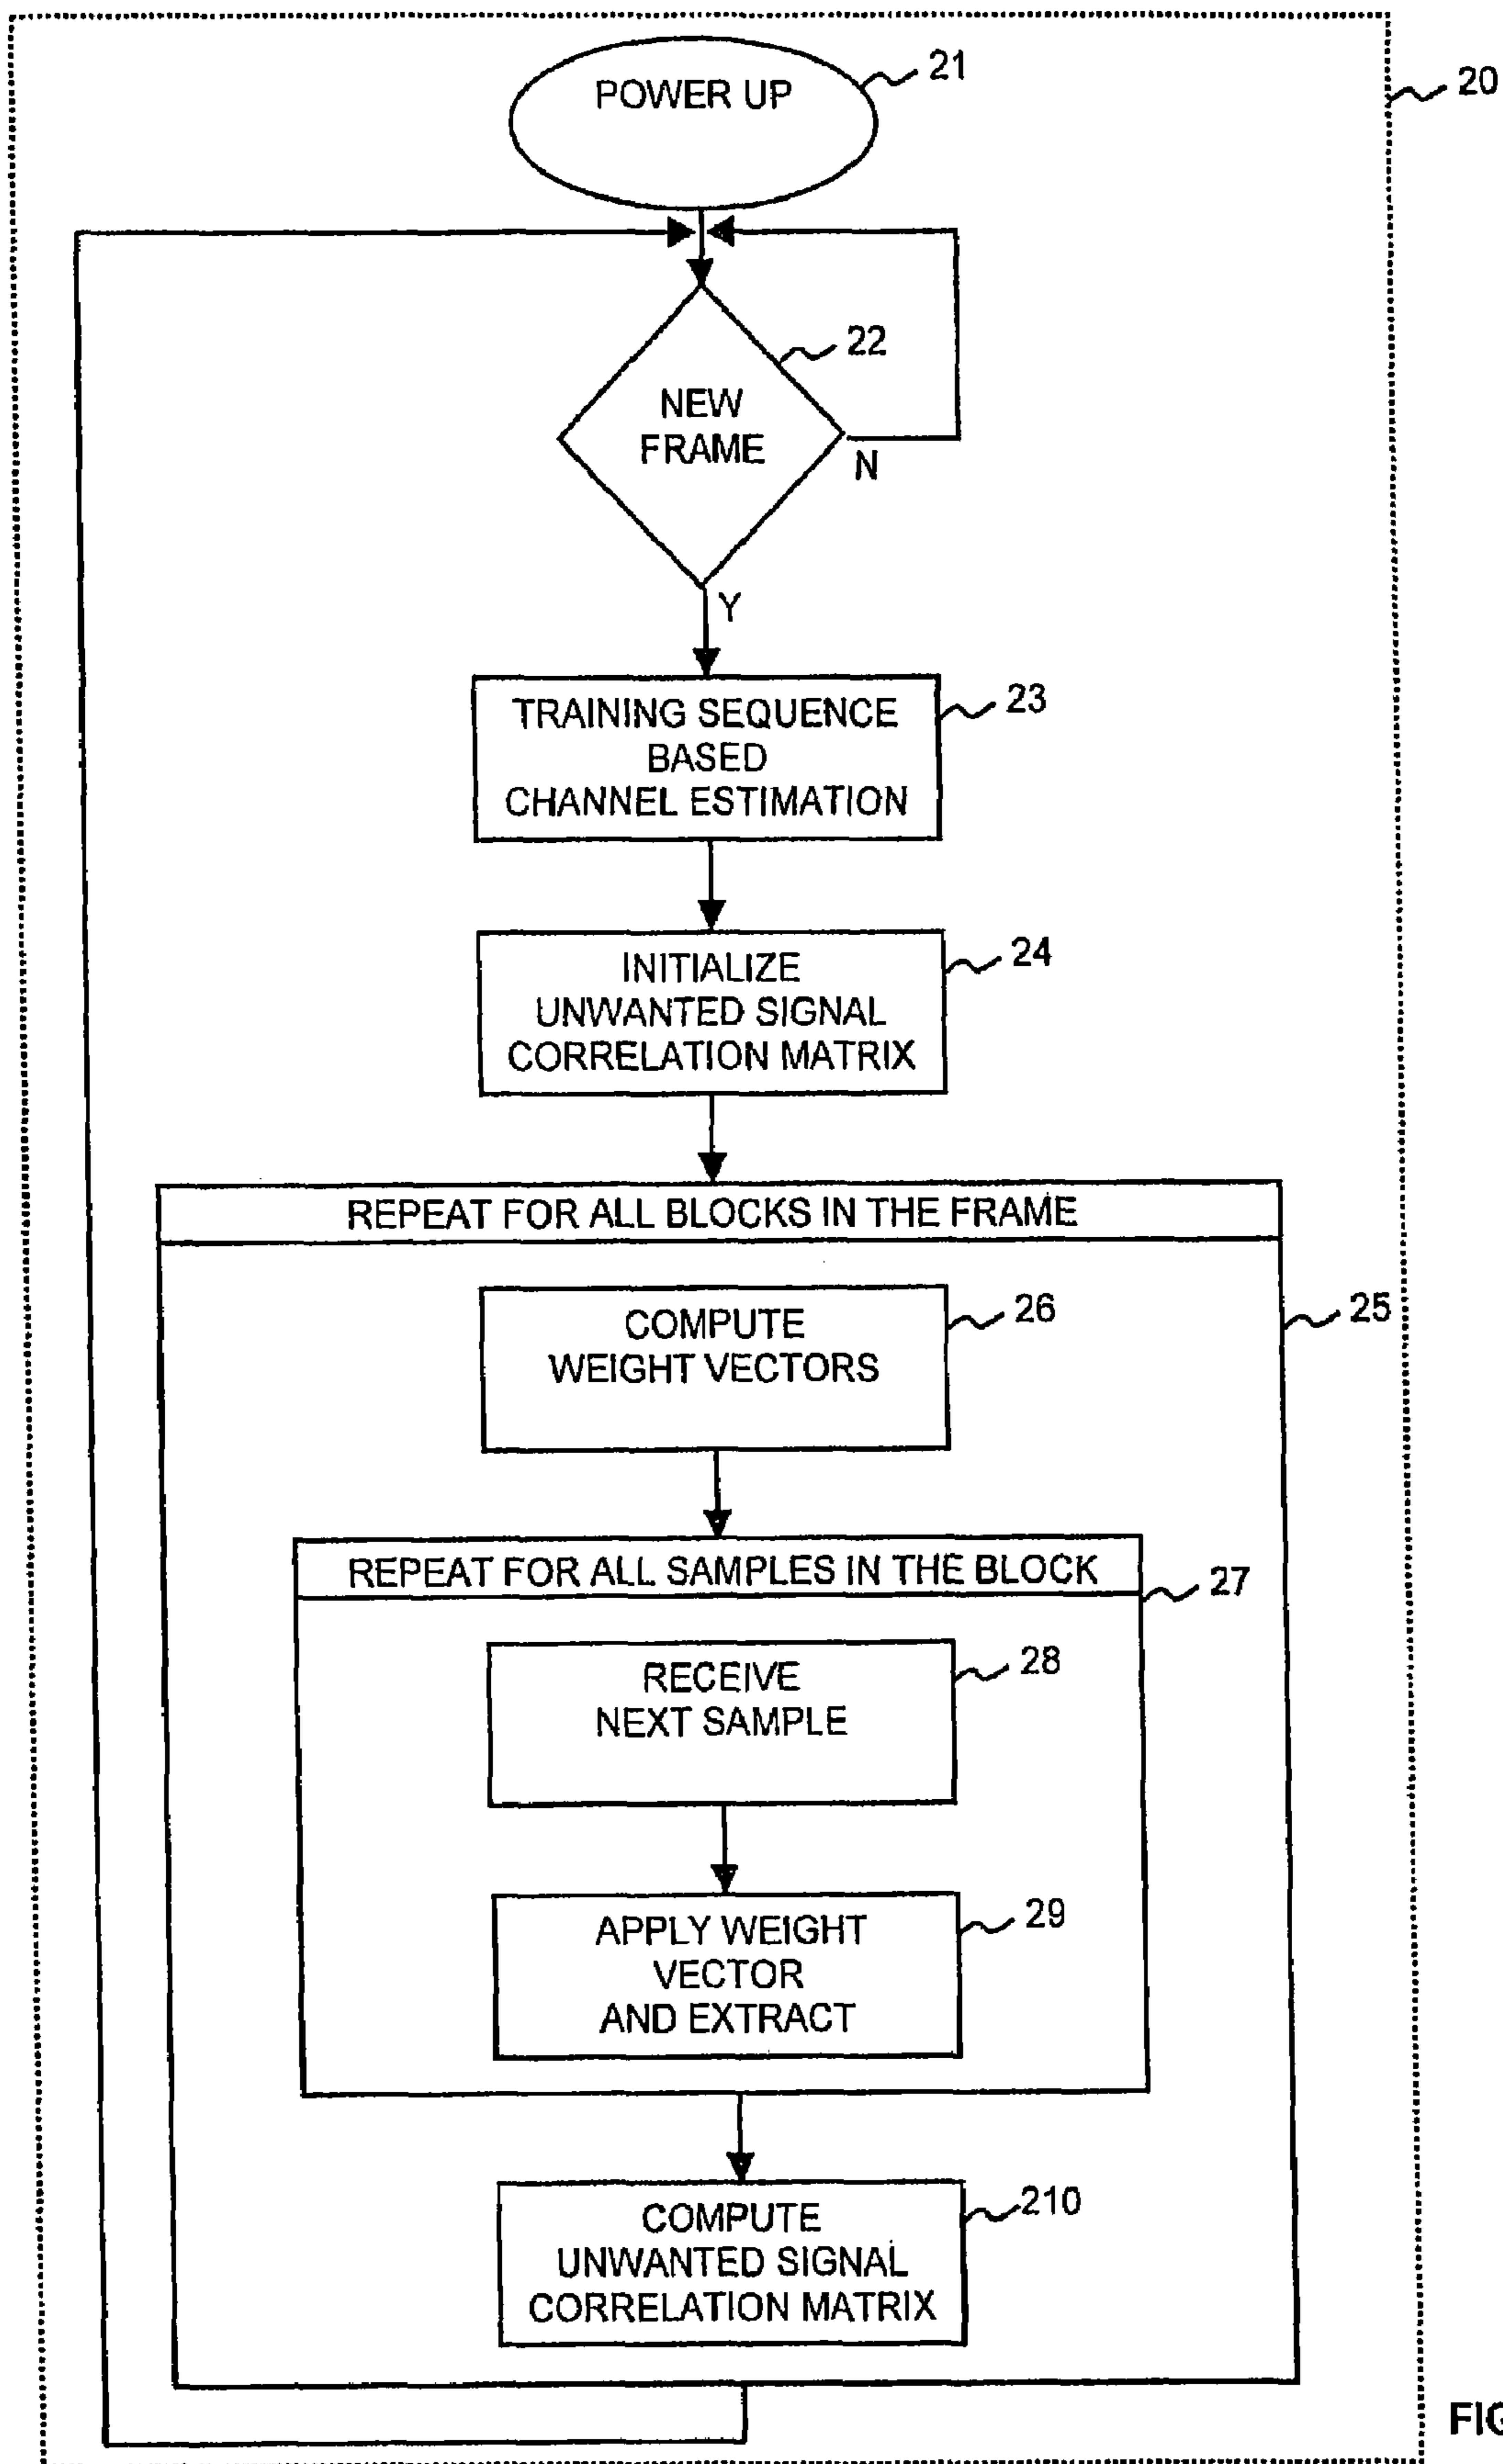 POWER UP
21
20
22
NEW
FRAME
N
Y
TRAINING SEQUENCE
BASED
CHANNEL ESTIMATION
23
INITIALIZE
UNWANTED SIGNAL
CORRELATION MATRIX
24
REPEAT FOR ALL BLOCKS IN THE FRAME
25
COMPUTE
WEIGHT VECTORS
26
REPEAT FOR ALL SAMPLES IN THE BLOCK
27
RECEIVE
NEXT SAMPLE
28
APPLY WEIGHT
VECTOR
AND EXTRACT
29
COMPUTE
UNWANTED SIGNAL
CORRELATION MATRIX
210
FIG